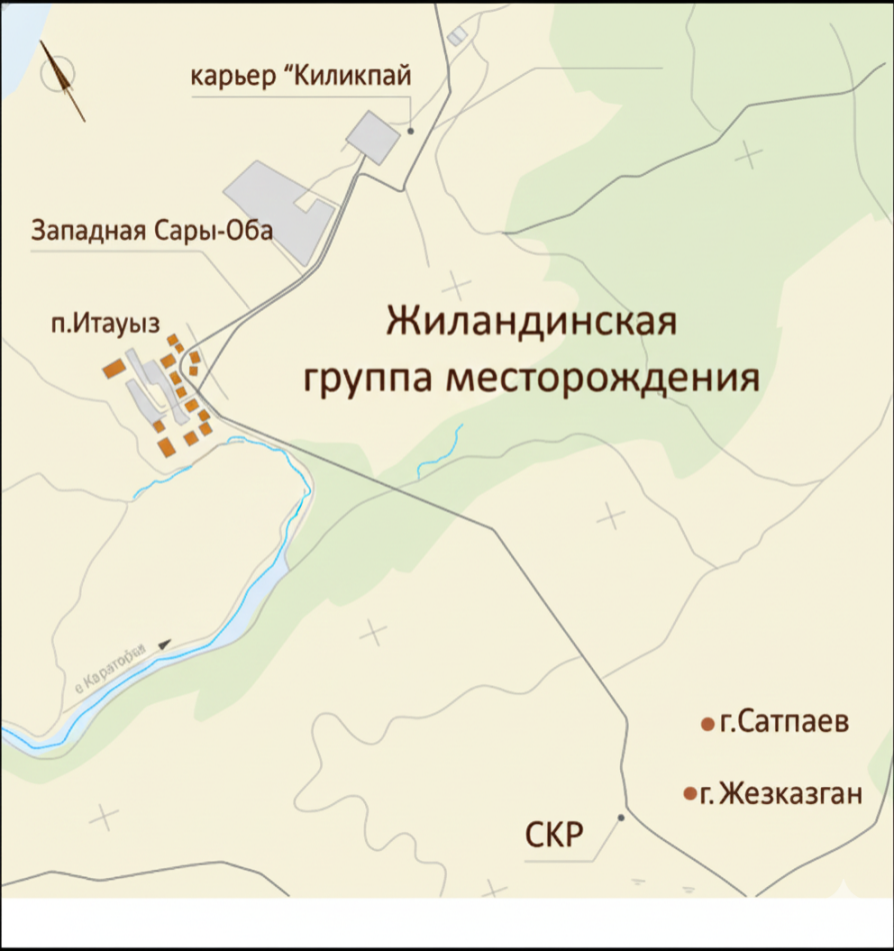 карьер “Киликпай
Западная Сары-Оба
п.Итауыз
Жиландинская
группа месторождения
г.Сатпаев
г.Жезказган
СКР